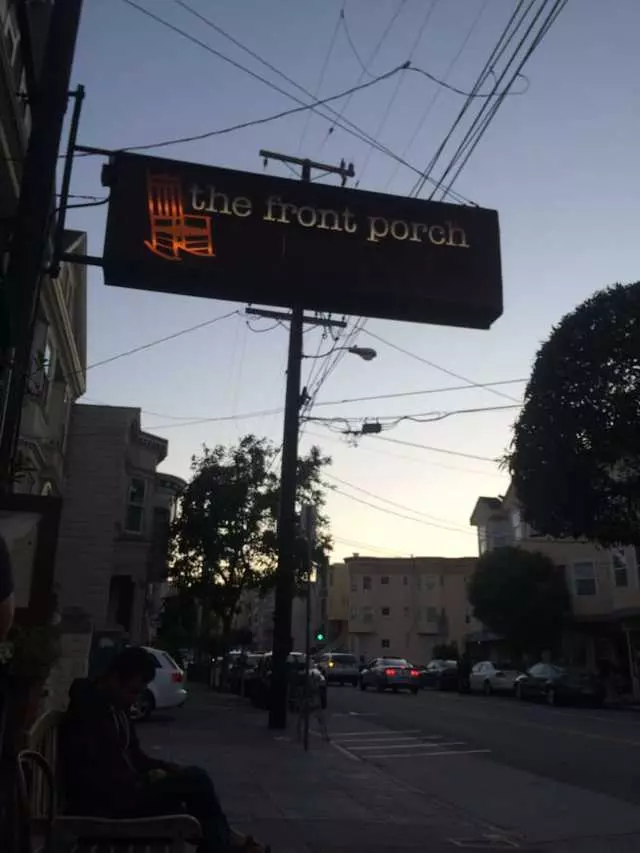 the front porch